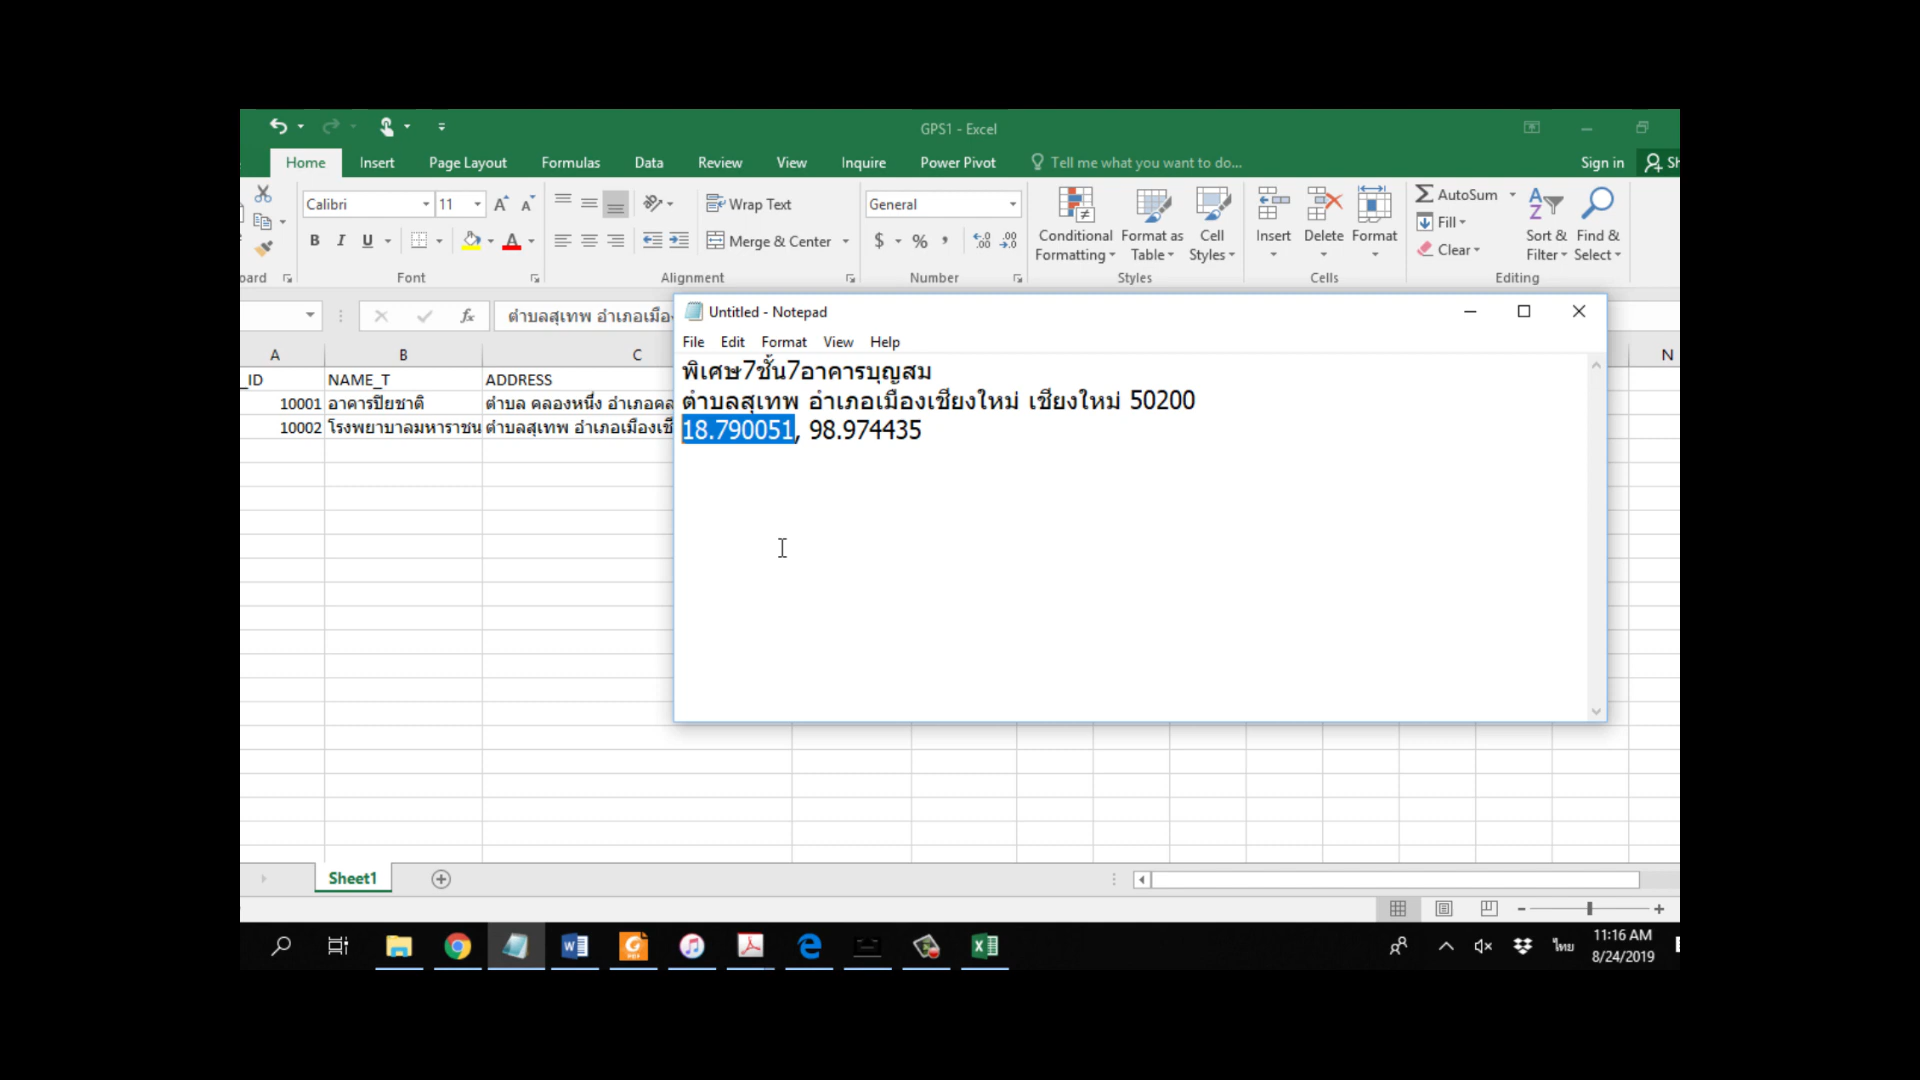 GPS1 - Excel
Home Insert Page Layout Formulas Data Review View Inquire Power Pivot Tell me what you want to do... Sign in
Calibri 11 Wrap Text General AutoSum
Fill
B I U Merge & Center $ % Conditional Formatting Format as Table Cell Styles Insert Delete Format Clear Sort & Filter Find & Select
Font Alignment Number Styles Cells Editing
ตำบลสุเทพ อำเภอเมือ
A B C N
_ID NAME_T ADDRESS
10001 อาคารปิยชาติ ตำบล คลองหนึ่ง อำเภอคล
10002 โรงพยาบาลมหาราชน ตำบลสุเทพ อำเภอเมืองเชี
Untitled - Notepad
File Edit Format View Help
พิเศษ7ชั้น7อาคารบุญสม
ตำบลสุเทพ อำเภอเมืองเชียงใหม่ เชียงใหม่ 50200
18.790051, 98.974435
Sheet1
ไทย
11:16 AM
8/24/2019